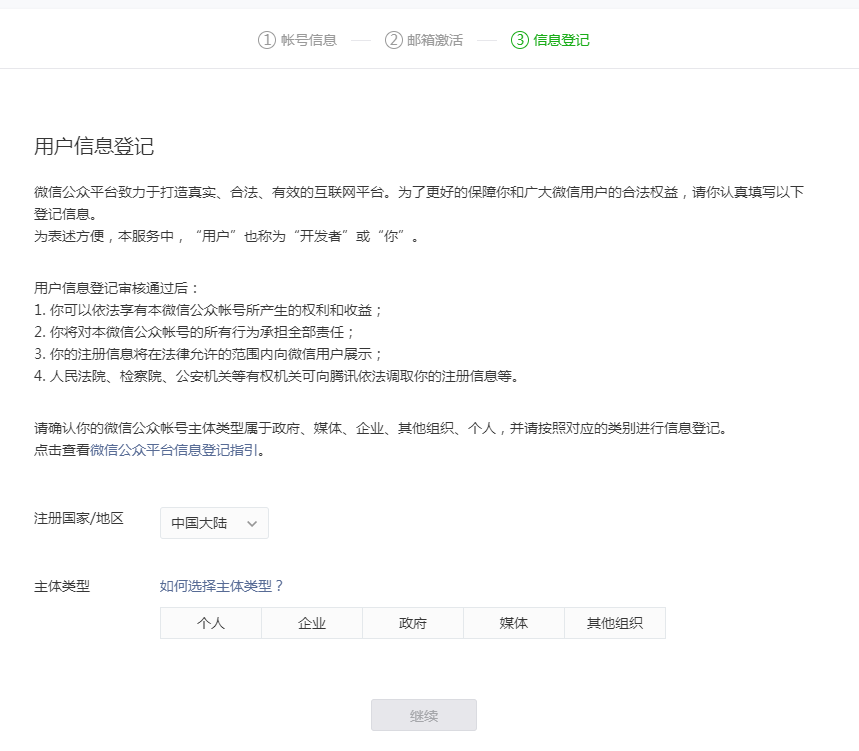 ① 帐号信息 ② 邮箱激活 ③ 信息登记
用户信息登记
微信公众平台致力于打造真实、合法、有效的互联网平台。为了更好的保障你和广大微信用户的合法权益，请你认真填写以下
登记信息。
为表述方便，本服务中，“用户”也称为“开发者”或“你”。
用户信息登记审核通过后：
1. 你可以依法享有本微信公众帐号所产生的权利和收益；
2. 你将对本微信公众帐号的所有行为承担全部责任；
3. 你的注册信息将在法律允许的范围内向微信用户展示；
4. 人民法院、检察院、公安机关等有权机关可向腾讯依法调取你的注册信息等。
请确认你的微信公众帐号主体类型属于政府、媒体、企业、其他组织、个人，并请按照对应的类别进行信息登记。
点击查看微信公众平台信息登记指引。
注册国家/地区 中国大陆
主体类型 如何选择主体类型？
个人 企业 政府 媒体 其他组织
继续